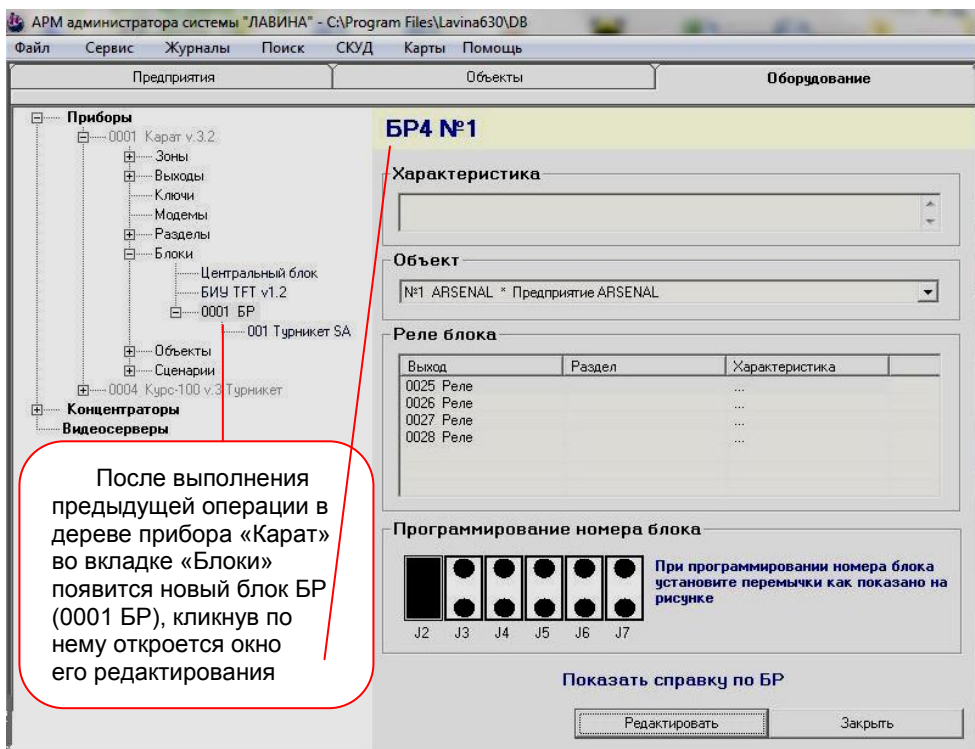 АРМ администратора системы "ЛАВИНА" - C:\Program Files\Lavina630\DB
Файл Сервис Журналы Поиск СКУД Карты Помощь
Предприятия Объекты Оборудование
Приборы
0001 Карат v.3.2
Зоны
Выходы
Ключи
Модемы
Разделы
Блоки
Центральный блок
БИУ TFT v1.2
0001 БР
001 Турникет SA
Объекты
Сценарии
0004 Курс-100 v.3 Турникет
Концентраторы
Видеосерверы
После выполнения
предыдущей операции в
дереве прибора «Карат»
во вкладке «Блоки»
появится новый блок БР
(0001 БР), кликнув по
нему откроется окно
его редактирования
БР4 №1
Характеристика
Объект
№1 ARSENAL * Предприятие ARSENAL
Реле блока
Выход Раздел Характеристика
0025 Реле ...
0026 Реле ...
0027 Реле ...
0028 Реле ...
Программирование номера блока
J2 J3 J4 J5 J6 J7
При программировании номера блока
установите перемычки как показано на
рисунке
Показать справку по БР
Редактировать Закрыть